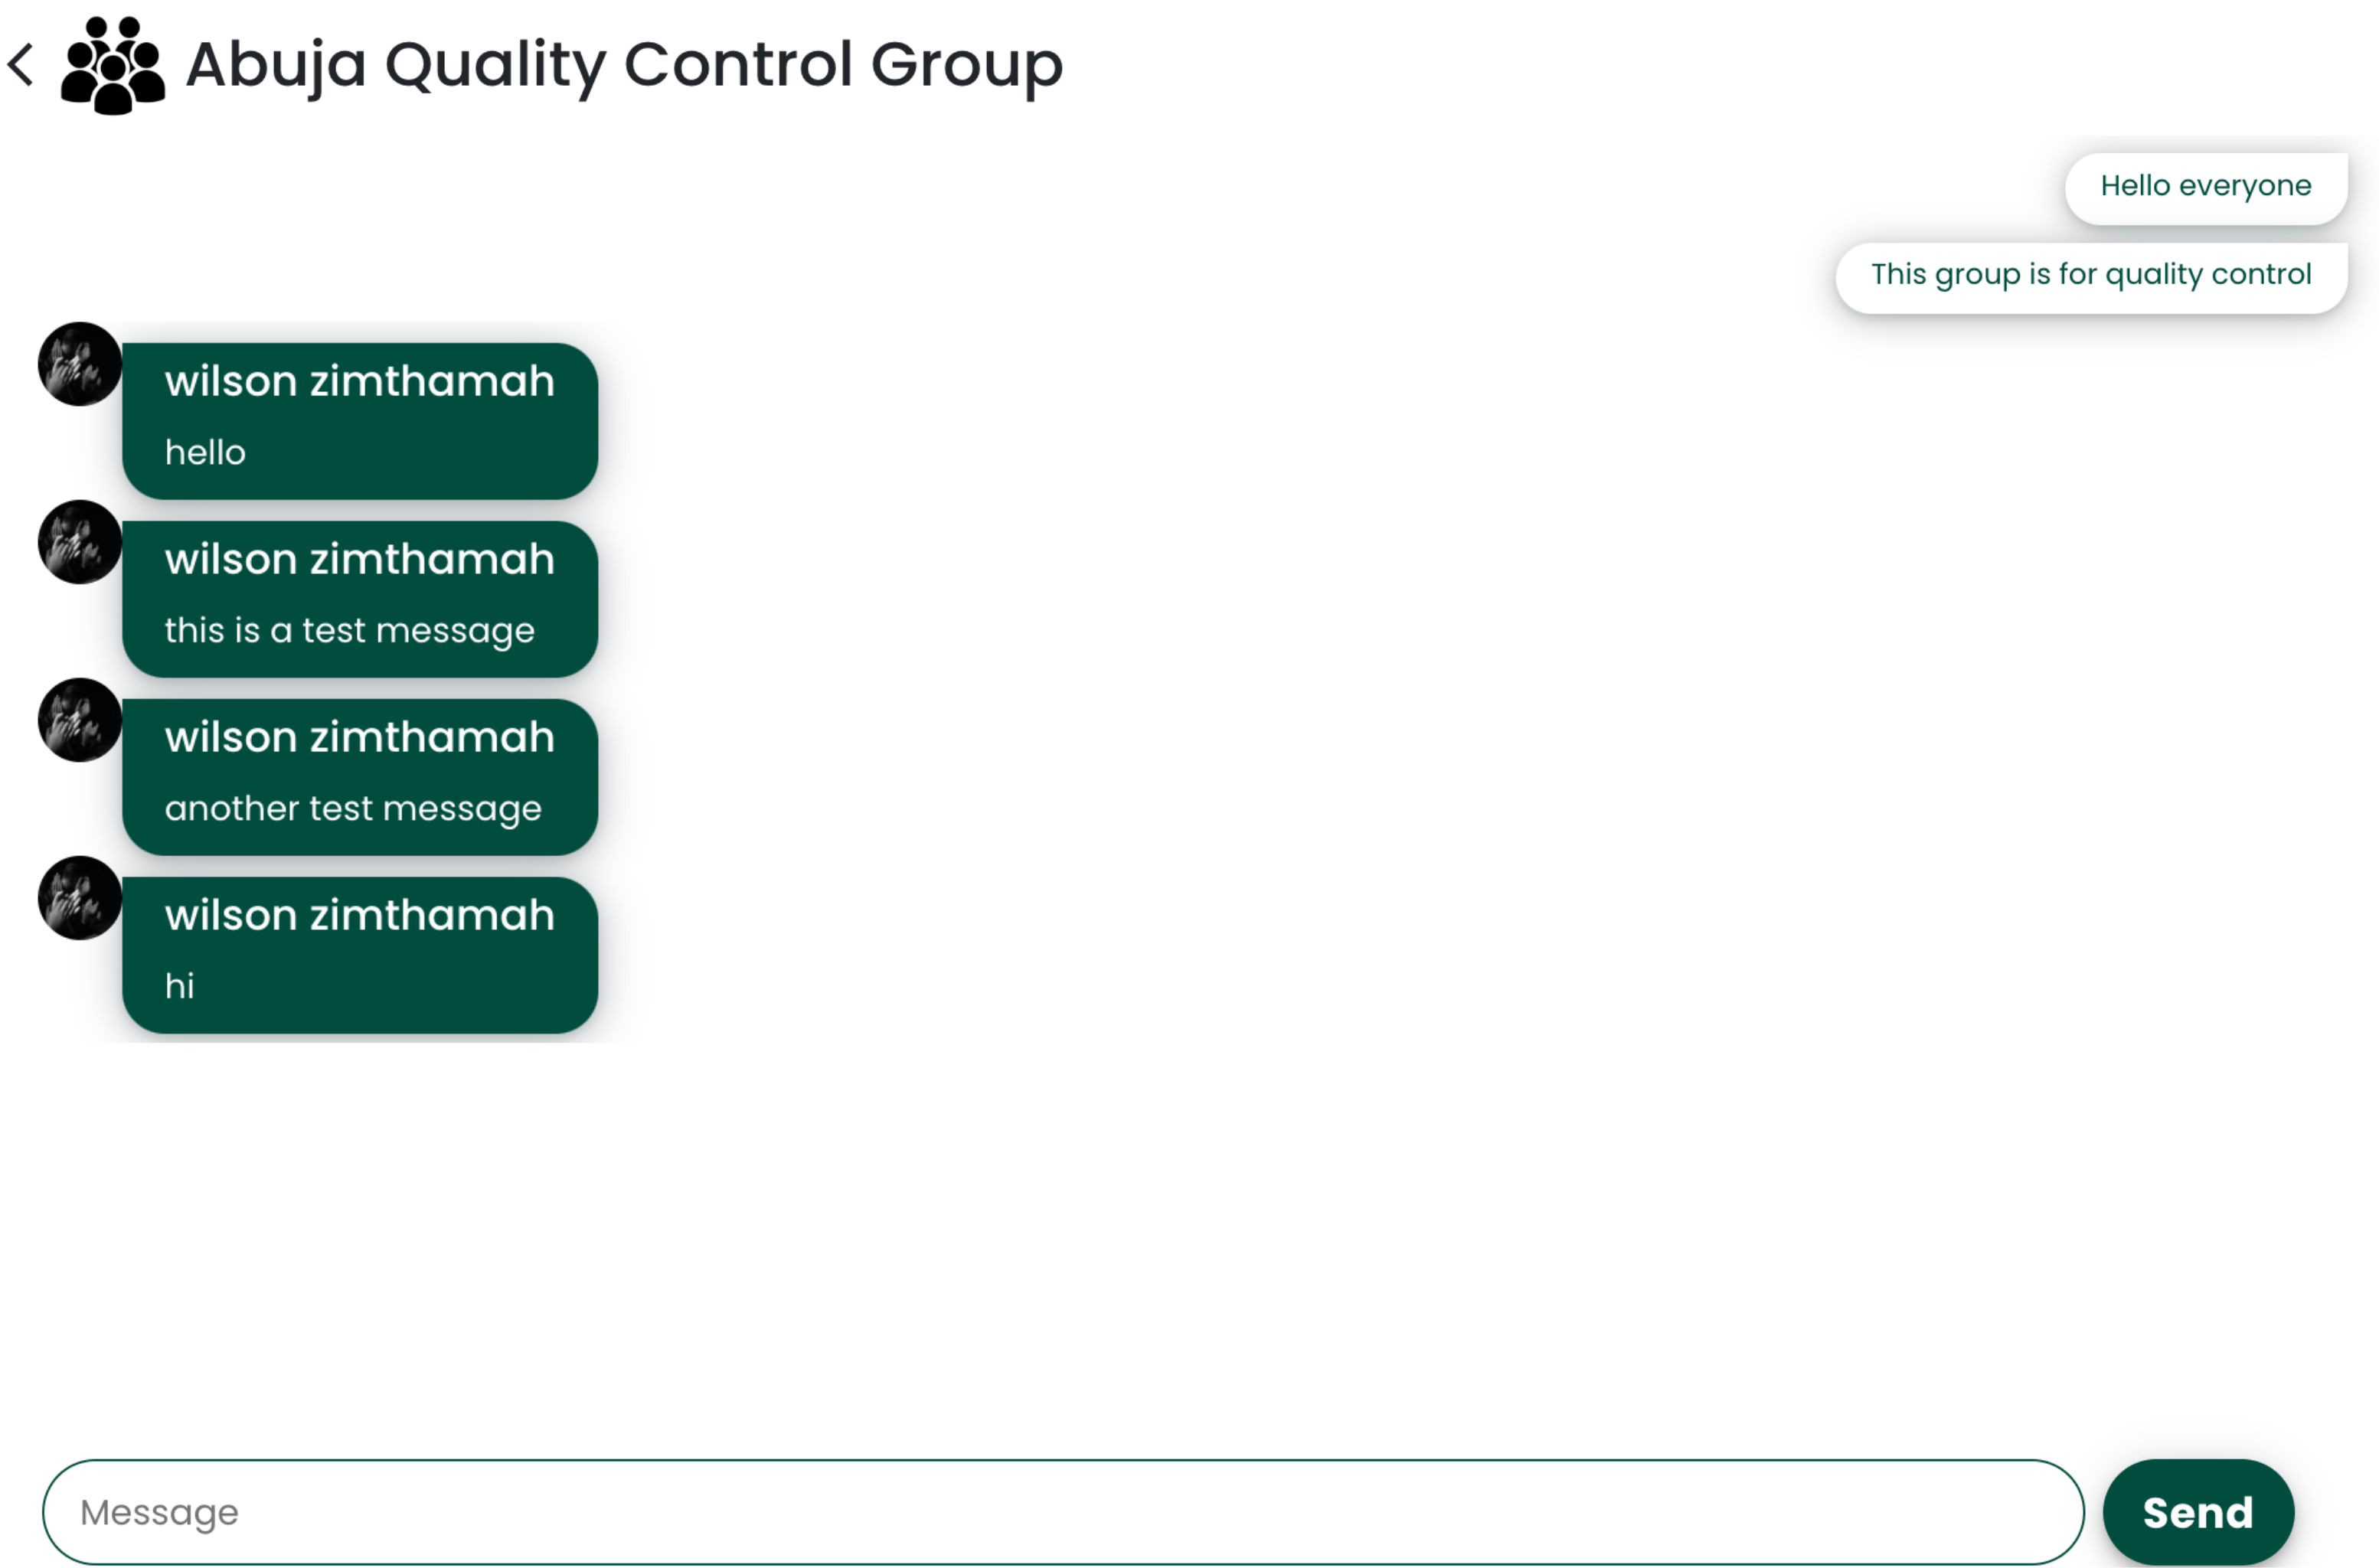 Abuja Quality Control Group
Hello everyone
This group is for quality control
wilson zimthamah
hello
wilson zimthamah
this is a test message
wilson zimthamah
another test message
wilson zimthamah
hi
Message
Send